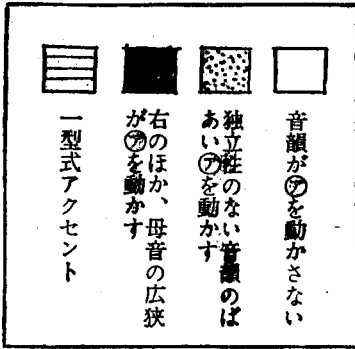 音韻が㋐を動かさない
独立性のない音韻のば
あい㋐を動かす
右のほか、母音の広狭
が㋐を動かす
一型式アクセント